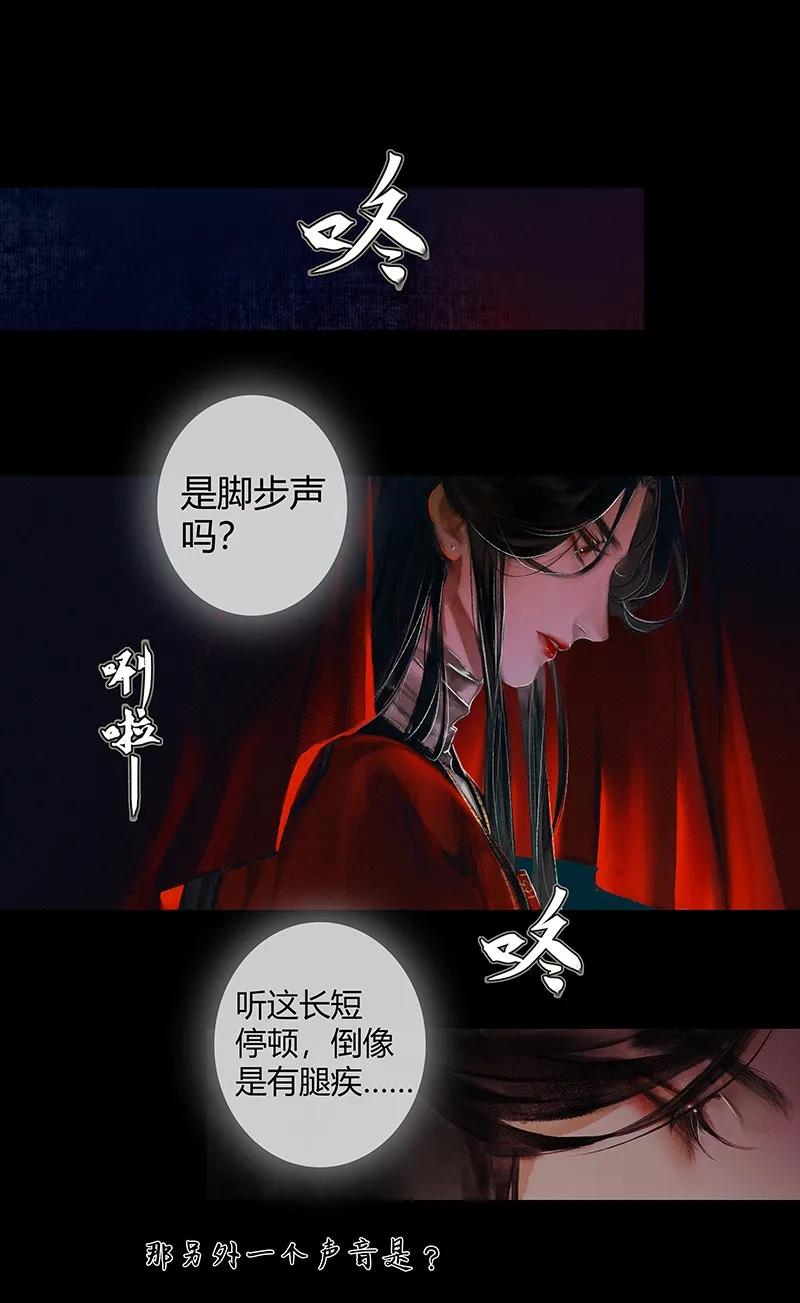 咚
是脚步声
吗？
唎
啦
—
咚
听这长短
停顿，倒像
是有腿疾……
那另外一个声音是？